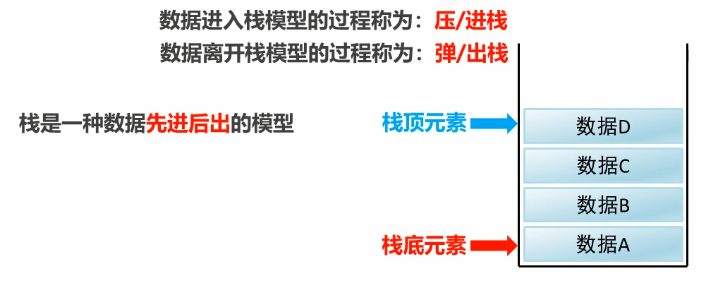 数据进入栈模型的过程称为：压/进栈
数据离开栈模型的过程称为：弹/出栈
栈是一种数据先进后出的模型
栈顶元素
数据D
数据C
数据B
栈底元素
数据A